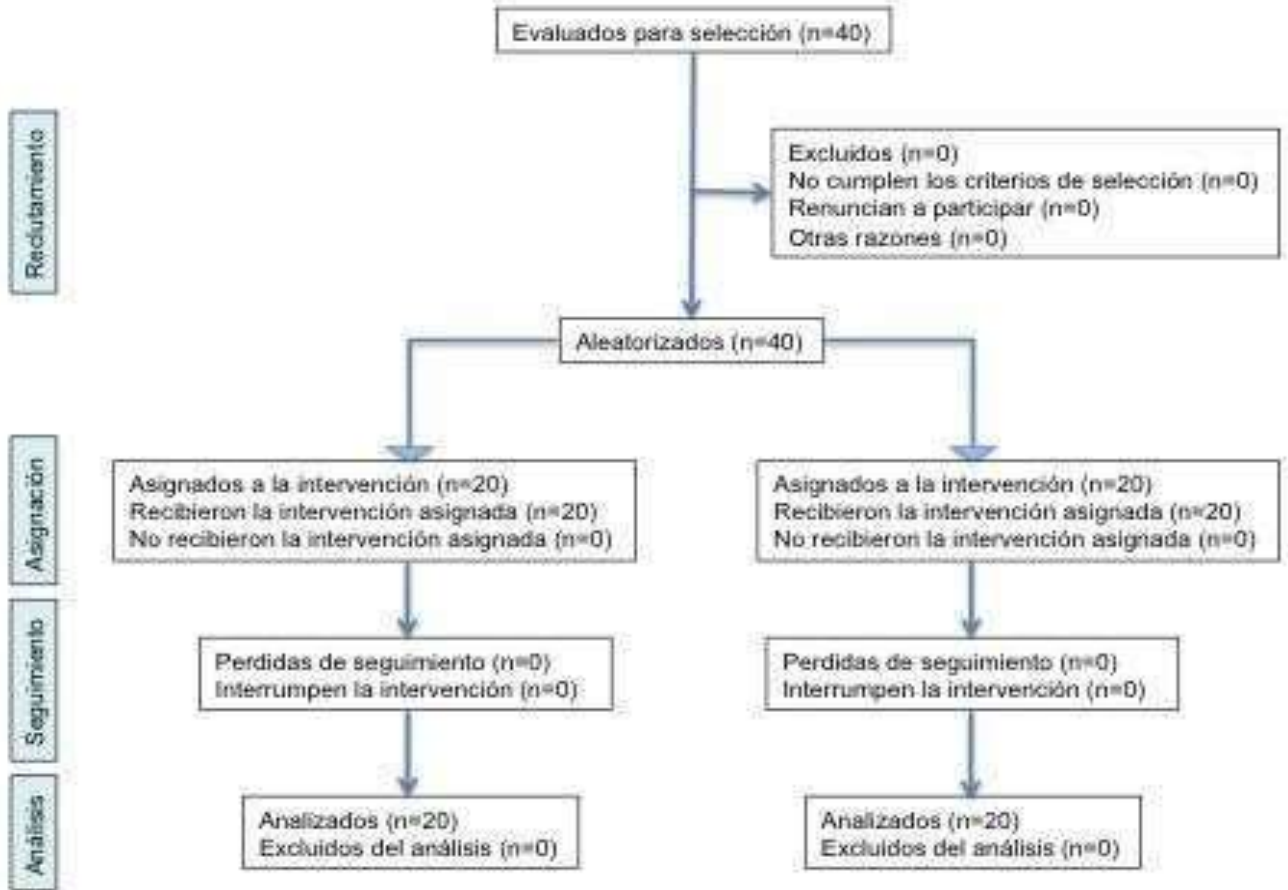 Evaluados para selección (n=40)
Reclutamiento
Excluidos (n=0)
No cumplen los criterios de selección (n=0)
Renuncian a participar (n=0)
Otras razones (n=0)
Aleatorizados (n=40)
Asignación
Asignados a la intervención (n=20)
Recibieron la intervención asignada (n=20)
No recibieron la intervención asignada (n=0)
Asignados a la intervención (n=20)
Recibieron la intervención asignada (n=20)
No recibieron la intervención asignada (n=0)
Seguimiento
Perdidas de seguimiento (n=0)
Interrumpen la intervención (n=0)
Perdidas de seguimiento (n=0)
Interrumpen la intervención (n=0)
Análisis
Analizados (n=20)
Excluidos del análisis (n=0)
Analizados (n=20)
Excluidos del análisis (n=0)